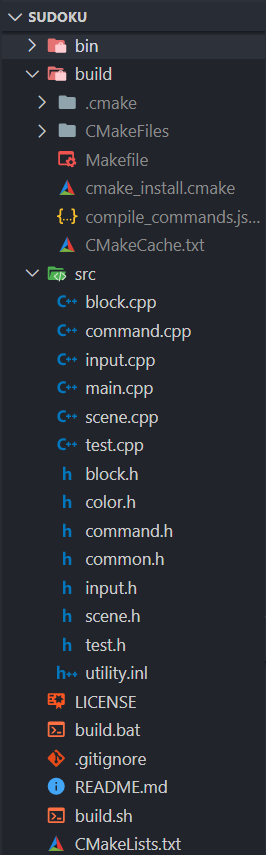 SUDOKU
bin
build
.cmake
CMakeFiles
Makefile
cmake_install.cmake
compile_commands.js...
CMakeCache.txt
src
block.cpp
command.cpp
input.cpp
main.cpp
scene.cpp
test.cpp
block.h
color.h
command.h
common.h
input.h
scene.h
test.h
utility.inl
LICENSE
build.bat
.gitignore
README.md
build.sh
CMakeLists.txt